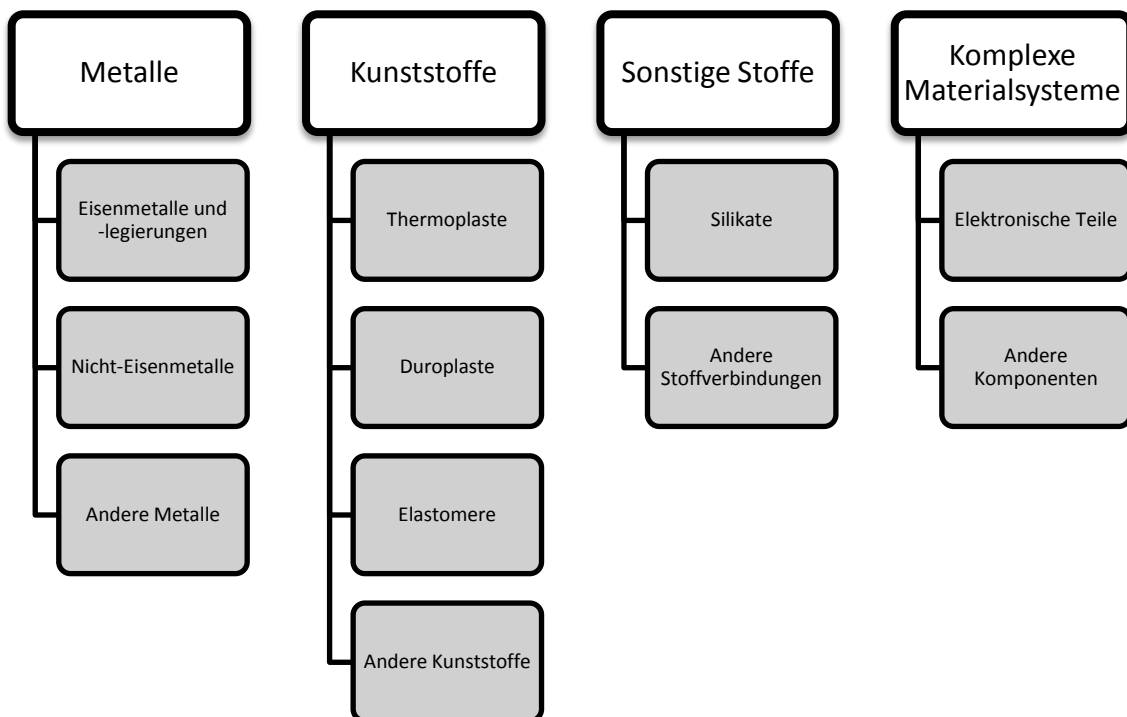 Metalle
Eisenmetalle und
-legierungen
Nicht-Eisenmetalle
Andere Metalle
Kunststoffe
Thermoplaste
Duroplaste
Elastomere
Andere Kunststoffe
Sonstige Stoffe
Silikate
Andere
Stoffverbindungen
Komplexe
Materialsysteme
Elektronische Teile
Andere
Komponenten